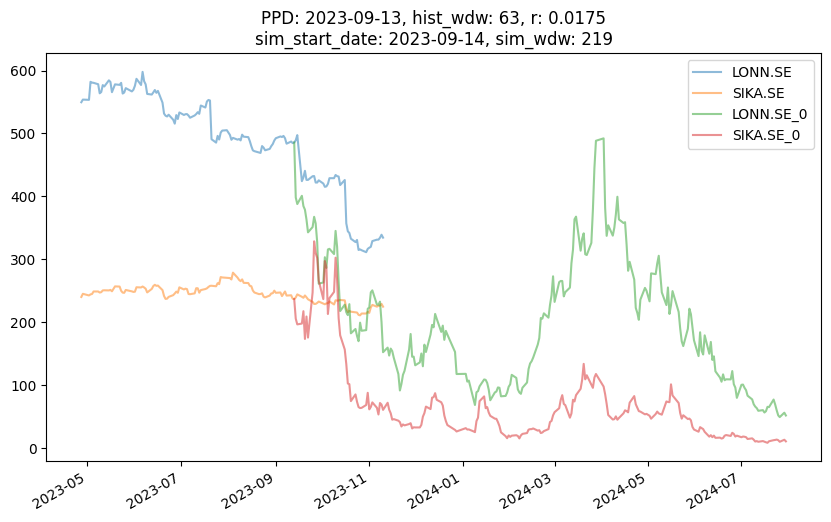 PPD: 2023-09-13, hist_wdw: 63, r: 0.0175
sim_start_date: 2023-09-14, sim_wdw: 219
LONN.SE
SIKA.SE
LONN.SE_0
SIKA.SE_0
600
500
400
300
200
100
0
2023-05
2023-07
2023-09
2023-11
2024-01
2024-03
2024-05
2024-07